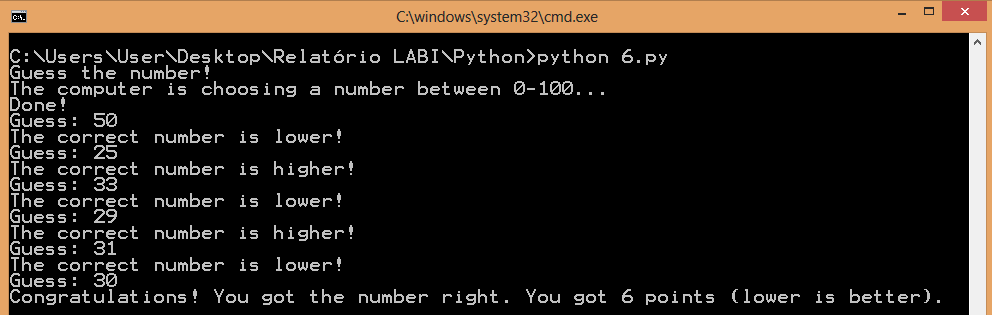 C:\windows\system32\cmd.exe
C:\Users\User\Desktop\Relatório LABI\Python>python 6.py
Guess the number!
The computer is choosing a number between 0-100...
Done!
Guess: 50
The correct number is lower!
Guess: 25
The correct number is higher!
Guess: 33
The correct number is lower!
Guess: 29
The correct number is higher!
Guess: 31
The correct number is lower!
Guess: 30
Congratulations! You got the number right. You got 6 points (lower is better).